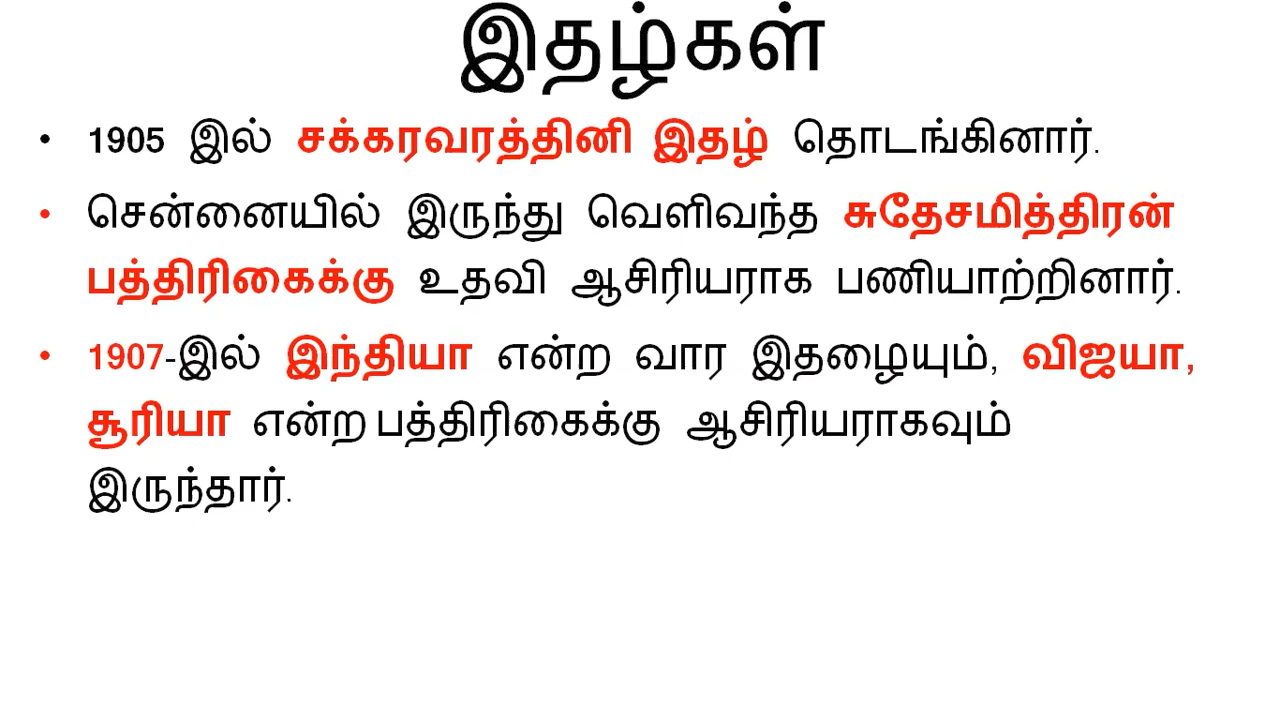 இதழ்கள்
• 1905 இல் சக்கரவரத்தினி இதழ் தொடங்கினார்.
• சென்னையில் இருந்து வெளிவந்த சுதேசமித்திரன்
பத்திரிகைக்கு உதவி ஆசிரியராக பணியாற்றினார்.
• 1907-இல் இந்தியா என்ற வார இதழையும், விஜயா,
சூரியா என்ற பத்திரிகைக்கு ஆசிரியராகவும்
இருந்தார்.